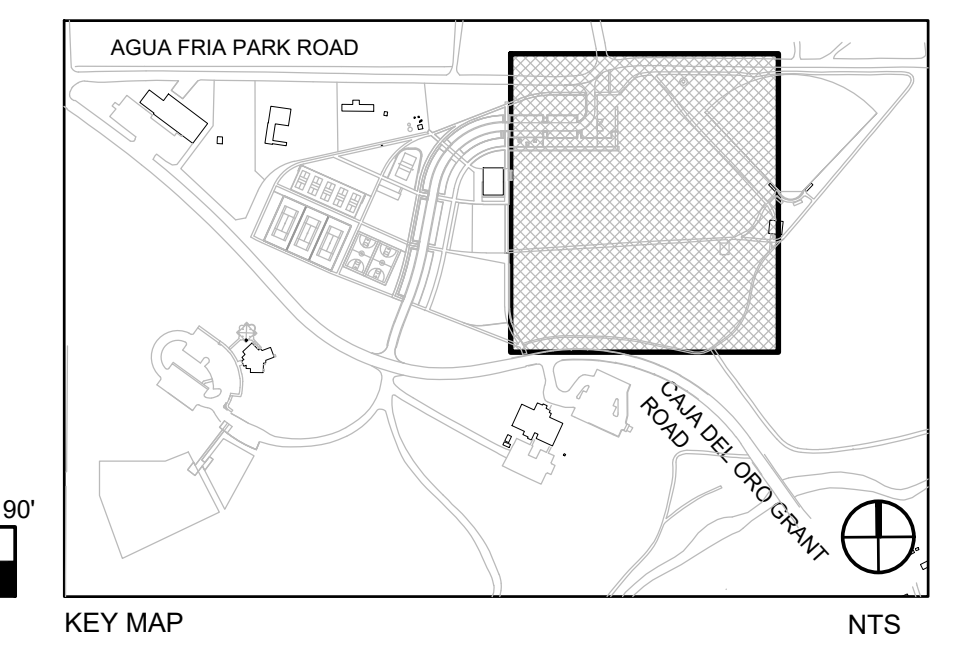 AGUA FRIA PARK ROAD
CAJA DEL ORO GRANT
ROAD
90'
KEY MAP
NTS